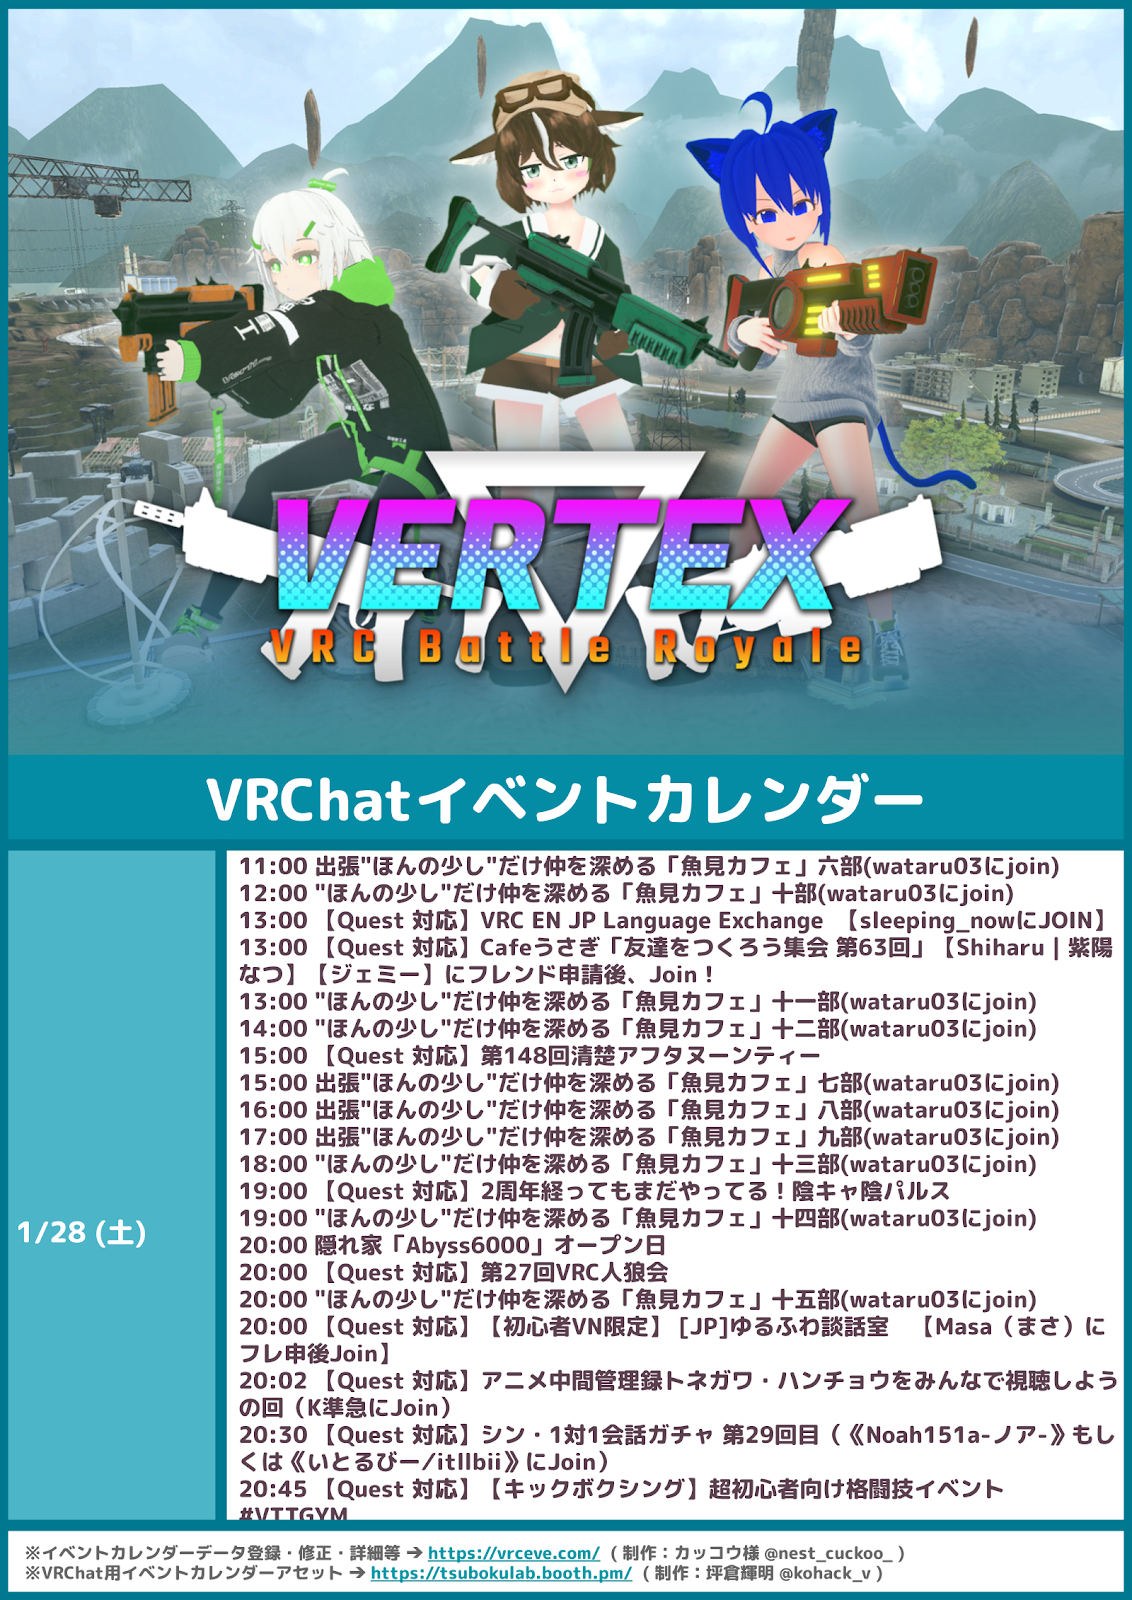 VERTEX
VRC Battle Royale
VRChatイベントカレンダー
1/28 (土)
11:00 出張"ほんの少し"だけ仲を深める「魚見カフェ」六部(wataru03にjoin)
12:00 "ほんの少し"だけ仲を深める「魚見カフェ」十部(wataru03にjoin)
13:00 【Quest 対応】VRC EN JP Language Exchange 【sleeping_nowにJOIN】
13:00 【Quest 対応】Cafeうさぎ「友達をつくろう集会 第63回」【Shiharu | 紫陽
なつ】【ジェミー】にフレンド申請後、Join！
13:00 "ほんの少し"だけ仲を深める「魚見カフェ」十一部(wataru03にjoin)
14:00 "ほんの少し"だけ仲を深める「魚見カフェ」十二部(wataru03にjoin)
15:00 【Quest 対応】第148回清楚アフタヌーンティー
15:00 出張"ほんの少し"だけ仲を深める「魚見カフェ」七部(wataru03にjoin)
16:00 出張"ほんの少し"だけ仲を深める「魚見カフェ」八部(wataru03にjoin)
17:00 出張"ほんの少し"だけ仲を深める「魚見カフェ」九部(wataru03にjoin)
18:00 "ほんの少し"だけ仲を深める「魚見カフェ」十三部(wataru03にjoin)
19:00 【Quest 対応】2周年経ってもまだやってる！陰キャ陰パルス
19:00 "ほんの少し"だけ仲を深める「魚見カフェ」十四部(wataru03にjoin)
20:00 隠れ家「Abyss6000」オープン日
20:00 【Quest 対応】第27回VRC人狼会
20:00 "ほんの少し"だけ仲を深める「魚見カフェ」十五部(wataru03にjoin)
20:00 【Quest 対応】【初心者VN限定】 [JP]ゆるふわ談話室　【Masa（まさ）に
フレ申後Join】
20:02 【Quest 対応】アニメ中間管理録トネガワ・ハンチョウをみんなで視聴しよう
の回（K準急にJoin）
20:30 【Quest 対応】シン・1対1会話ガチャ 第29回目（《Noah151a-ノア-》もし
くは《いとるびー/itllbii》にJoin）
20:45 【Quest 対応】【キックボクシング】超初心者向け格闘技イベント
#VTTGYM
※イベントカレンダーデータ登録・修正・詳細等 ➔ https://vrceve.com/ （制作：カッコウ様 @nest_cuckoo_ ）
※VRChat用イベントカレンダーアセット ➔ https://tsubokulab.booth.pm/ （制作：坪倉輝明 @kohack_v ）